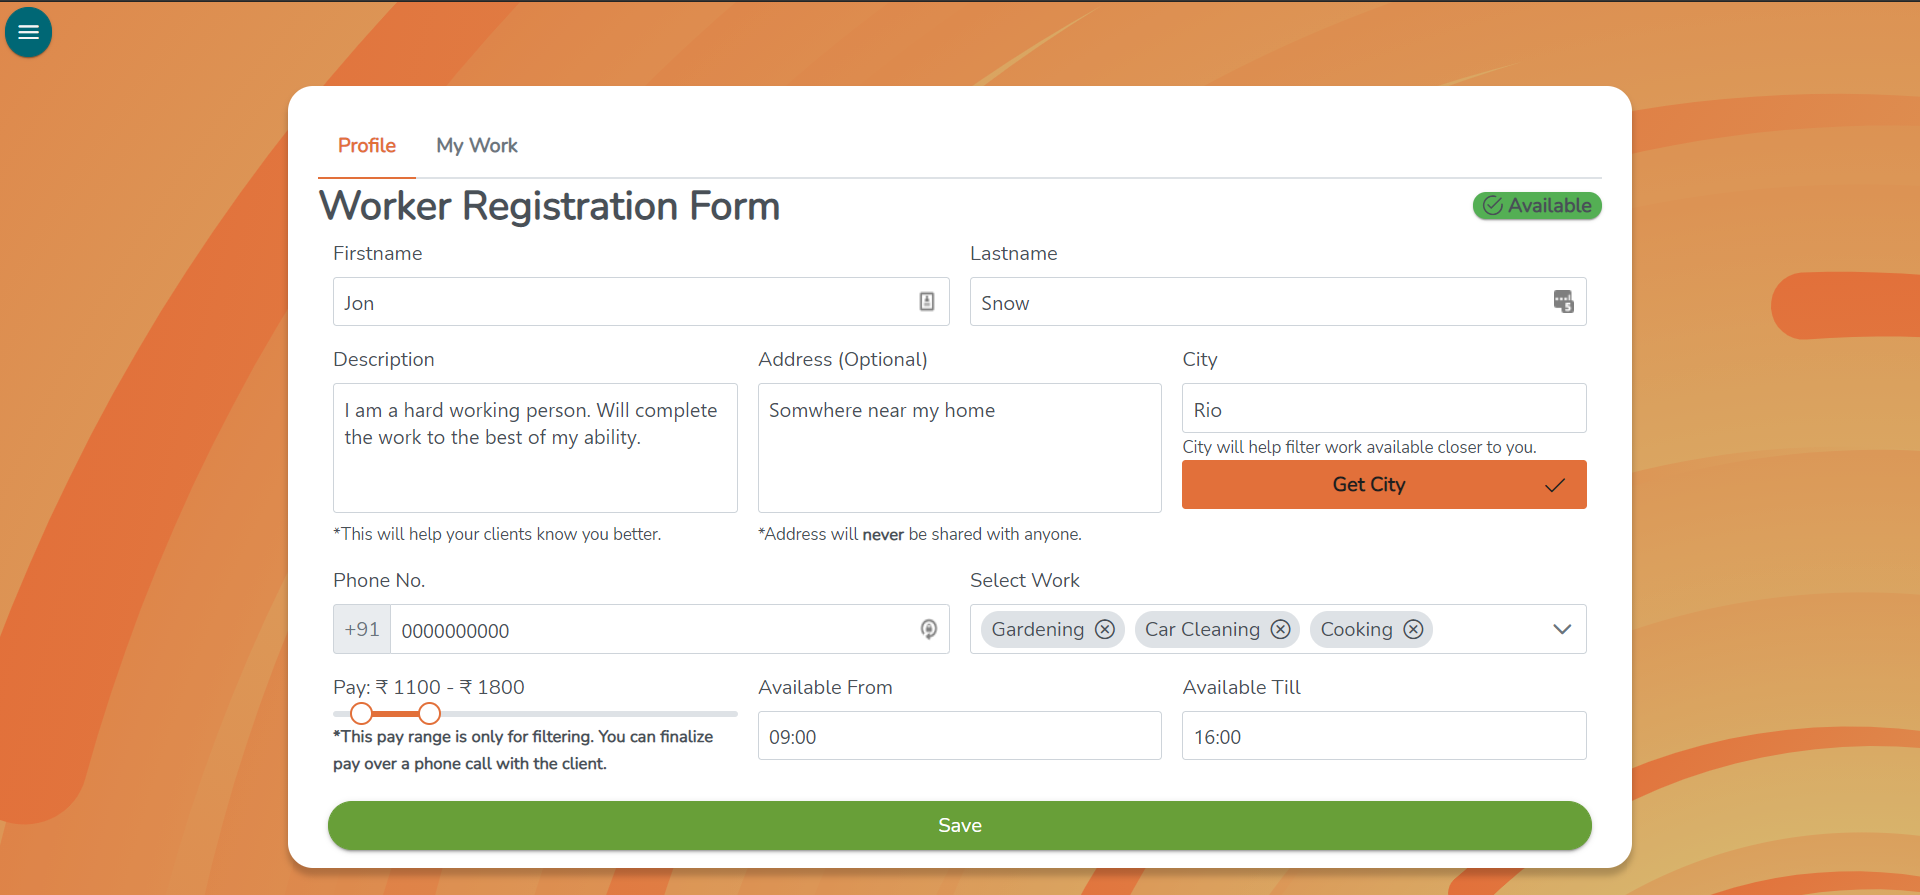 Profile My Work
Worker Registration Form
Available
Firstname
Lastname
Jon
Snow
Description
Address (Optional)
City
I am a hard working person. Will complete
the work to the best of my ability.
Somwhere near my home
Rio
City will help filter work available closer to you.
Get City
*This will help your clients know you better.
*Address will never be shared with anyone.
Phone No.
Select Work
+91 0000000000
Gardening Car Cleaning Cooking
Pay: ₹ 1100 - ₹ 1800
Available From
Available Till
*This pay range is only for filtering. You can finalize
pay over a phone call with the client.
09:00
16:00
Save